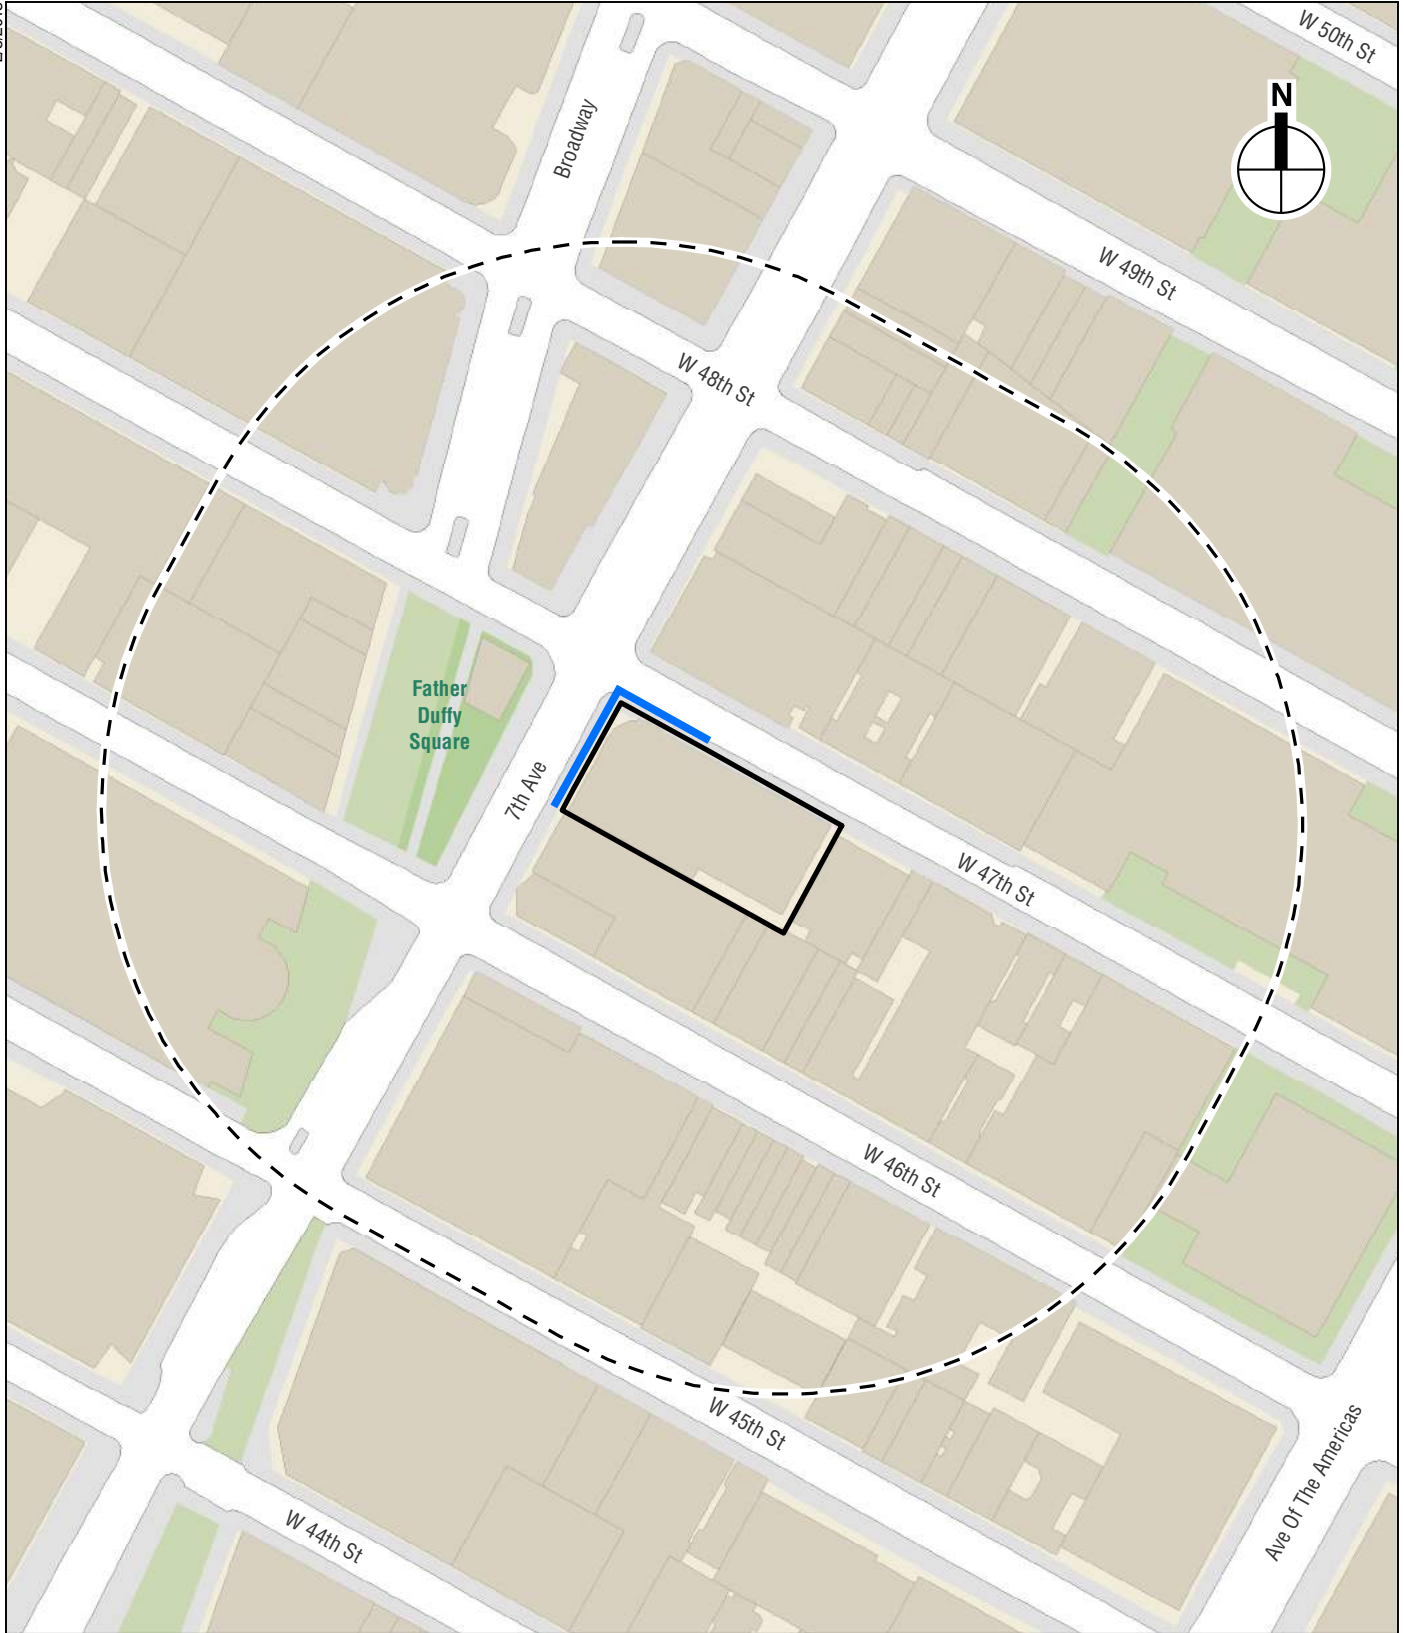 W 50th St
N
Broadway
W 49th St
W 48th St
Father
Duffy
Square
7th Ave
W 47th St
W 46th St
W 45th St
Ave Of The Americas
W 44th St